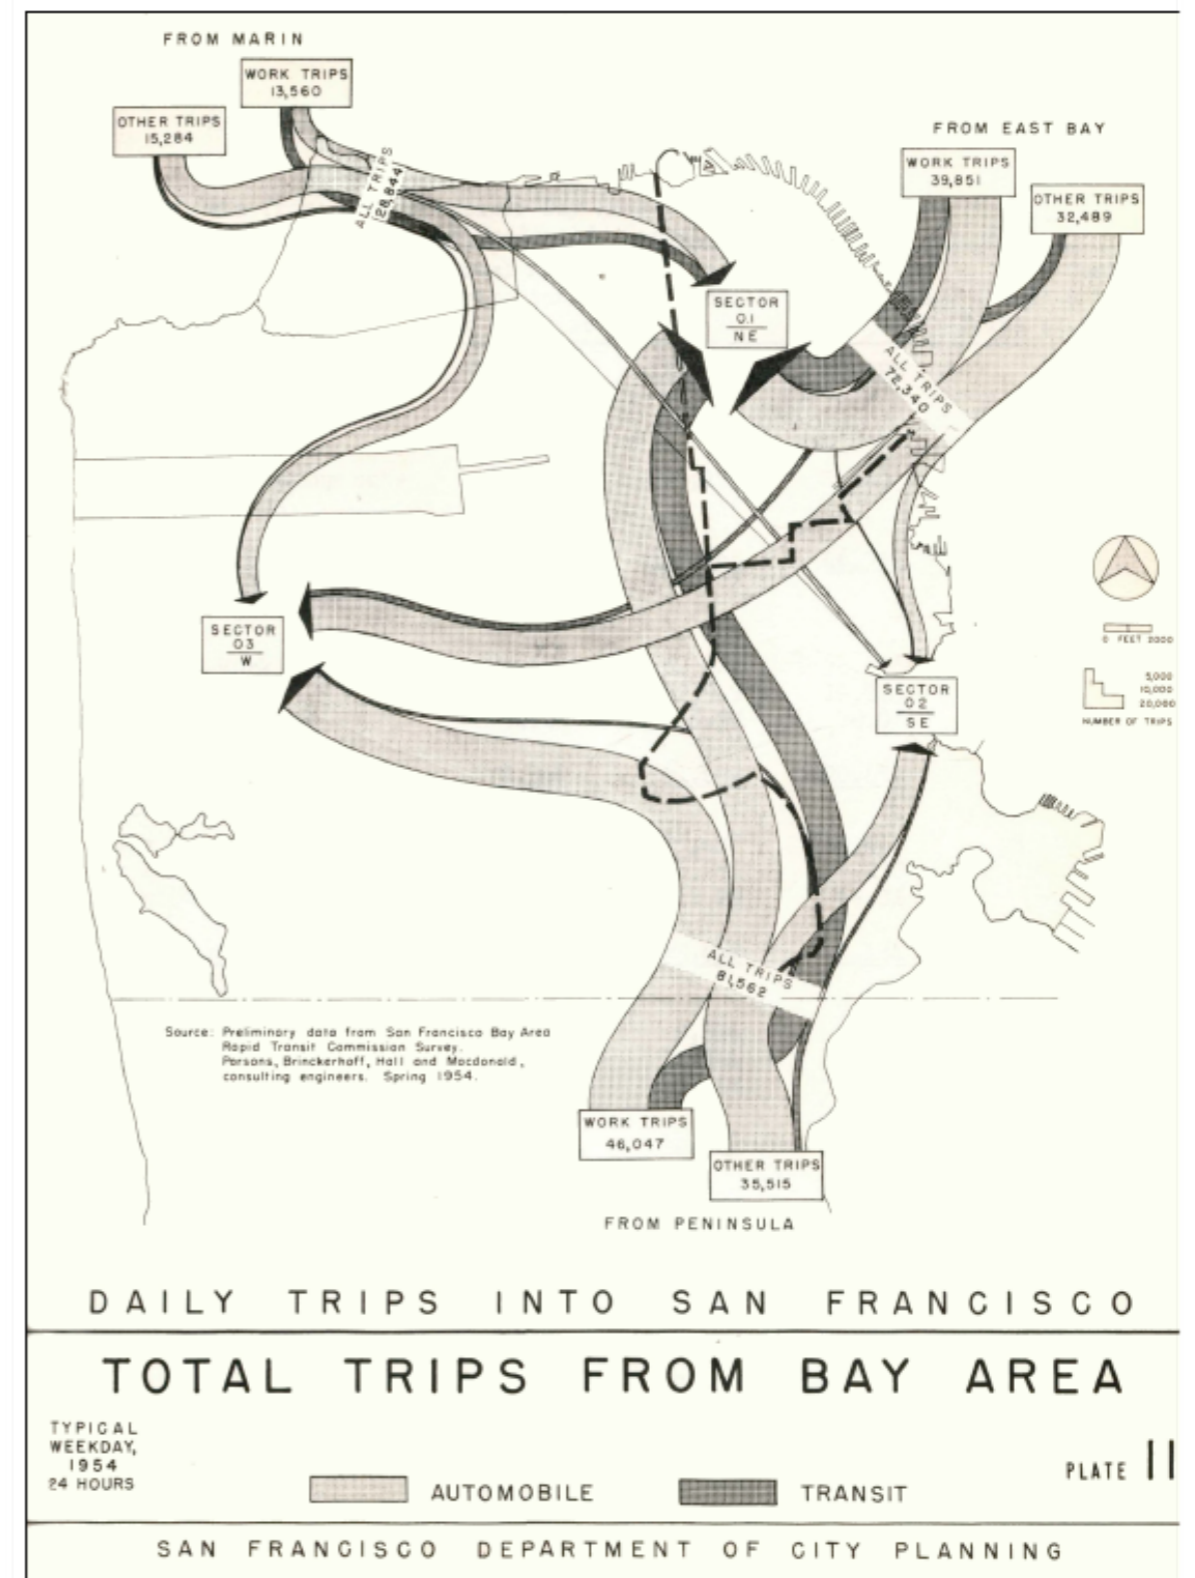 FROM MARIN
WORK TRIPS
13,560
OTHER TRIPS
15,284
ALL TRIPS
28,844
FROM EAST BAY
WORK TRIPS
39,851
OTHER TRIPS
32,489
ALL TRIPS
72,340
SECTOR
01
NE
SECTOR
03
W
SECTOR
02
SE
0 FEET 2000
5,000
10,000
20,000
NUMBER OF TRIPS
ALL TRIPS
81,562
Source: Preliminary data from San Francisco Bay Area
Rapid Transit Commission Survey.
Parsons, Brinckerhoff, Hall and Macdonald,
consulting engineers. Spring 1954.
WORK TRIPS
46,047
OTHER TRIPS
35,515
FROM PENINSULA
DAILY TRIPS INTO SAN FRANCISCO
TOTAL TRIPS FROM BAY AREA
TYPICAL
WEEKDAY,
1954
24 HOURS
AUTOMOBILE
TRANSIT
PLATE 11
SAN FRANCISCO DEPARTMENT OF CITY PLANNING